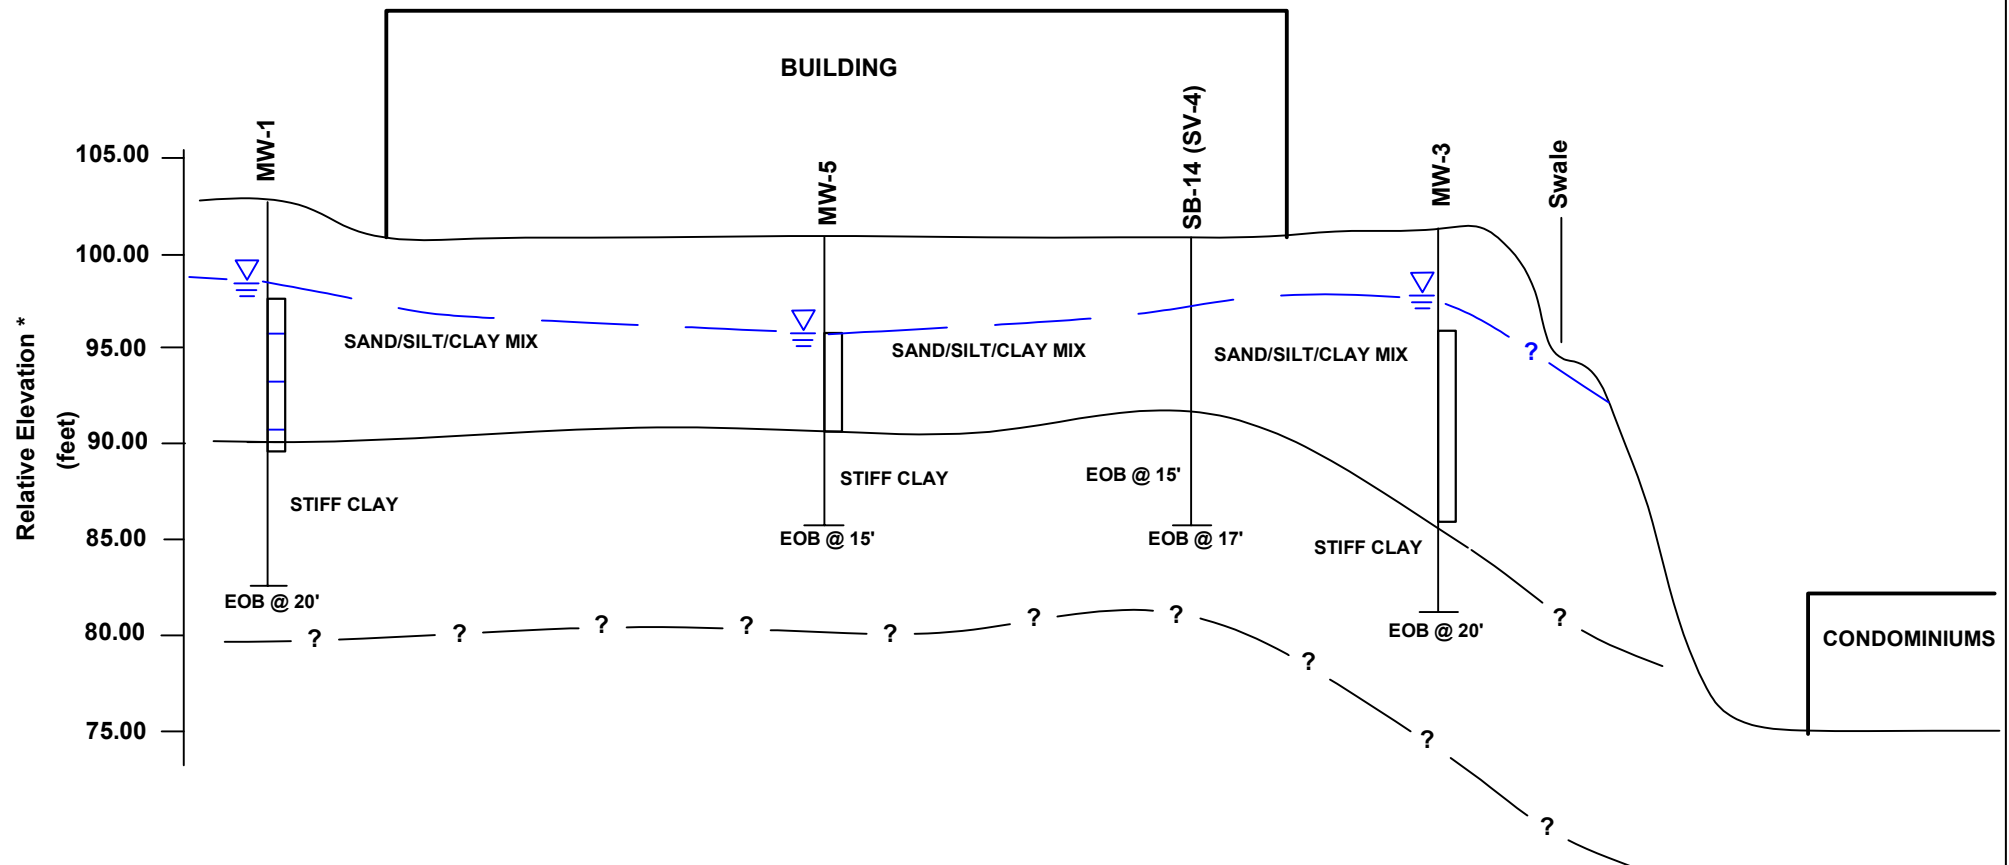 BUILDING
MW-1
MW-5
SB-14 (SV-4)
MW-3
Swale
Relative Elevation *
(feet)
105.00
100.00
95.00
90.00
85.00
80.00
75.00
SAND/SILT/CLAY MIX
SAND/SILT/CLAY MIX
SAND/SILT/CLAY MIX
?
STIFF CLAY
STIFF CLAY
EOB @ 15'
STIFF CLAY
EOB @ 20'
EOB @ 15'
EOB @ 17'
EOB @ 20'
?
?
?
?
?
?
?
?
?
?
?
CONDOMINIUMS